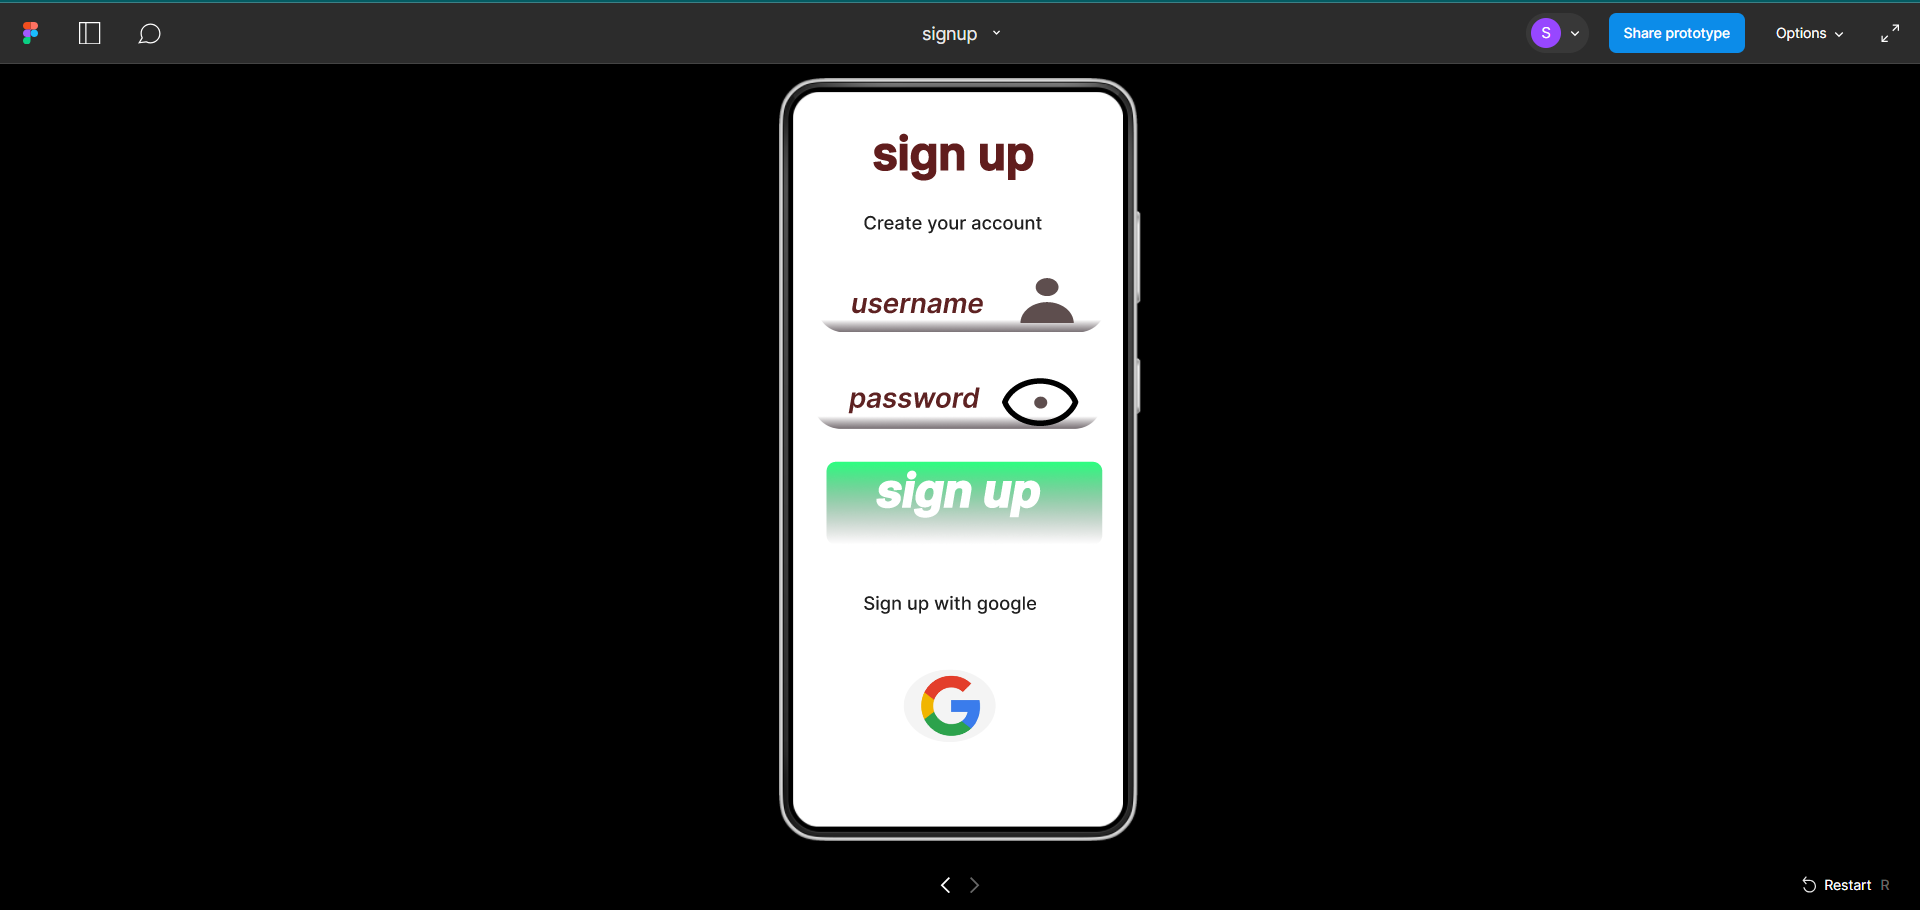 signup
S
Share prototype
Options
sign up
Create your account
username
password
sign up
Sign up with google
Restart R